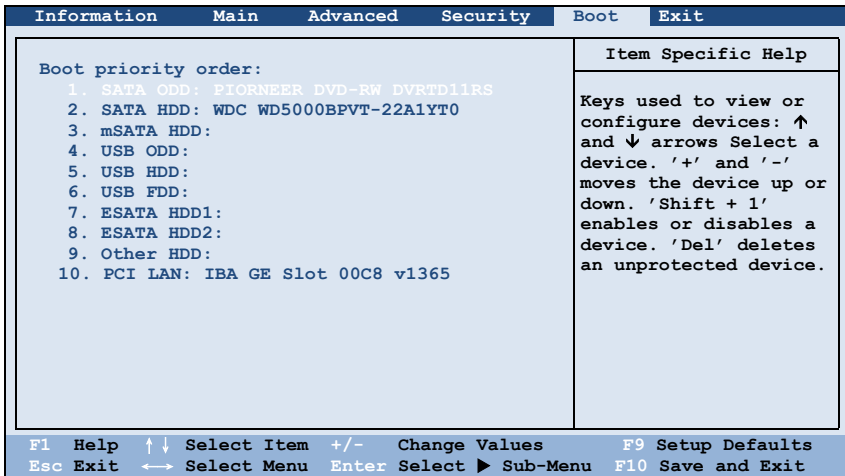 Information Main Advanced Security Boot Exit
Boot priority order:
1. SATA ODD: PIORNEER DVD-RW DVRTD11RS
2. SATA HDD: WDC WD5000BPVT-22A1YT0
3. mSATA HDD:
4. USB ODD:
5. USB HDD:
6. USB FDD:
7. ESATA HDD1:
8. ESATA HDD2:
9. Other HDD:
10. PCI LAN: IBA GE Slot 00C8 v1365
Item Specific Help
Keys used to view or
configure devices: ↑
and ↓ arrows Select a
device. '+' and '-'
moves the device up or
down. 'Shift + 1'
enables or disables a
device. 'Del' deletes
an unprotected device.
F1 Help ↑↓ Select Item +/- Change Values F9 Setup Defaults
Esc Exit ←→ Select Menu Enter Select ▶ Sub-Menu F10 Save and Exit